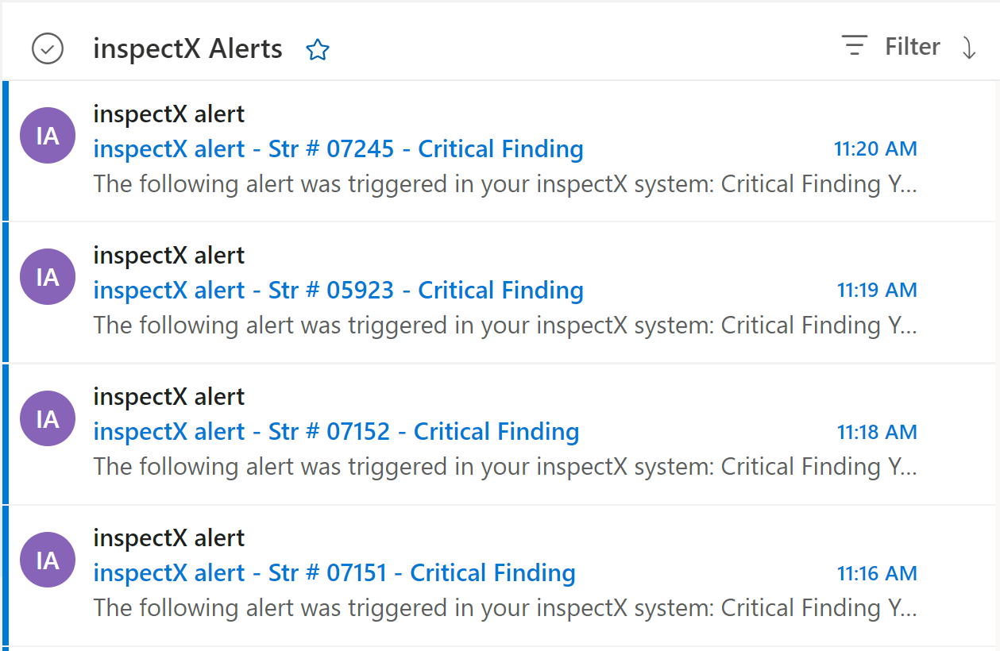 inspectX Alerts
Filter
IA
inspectX alert
inspectX alert - Str # 07245 - Critical Finding 11:20 AM
The following alert was triggered in your inspectX system: Critical Finding Y...
IA
inspectX alert
inspectX alert - Str # 05923 - Critical Finding 11:19 AM
The following alert was triggered in your inspectX system: Critical Finding Y...
IA
inspectX alert
inspectX alert - Str # 07152 - Critical Finding 11:18 AM
The following alert was triggered in your inspectX system: Critical Finding Y...
IA
inspectX alert
inspectX alert - Str # 07151 - Critical Finding 11:16 AM
The following alert was triggered in your inspectX system: Critical Finding Y...